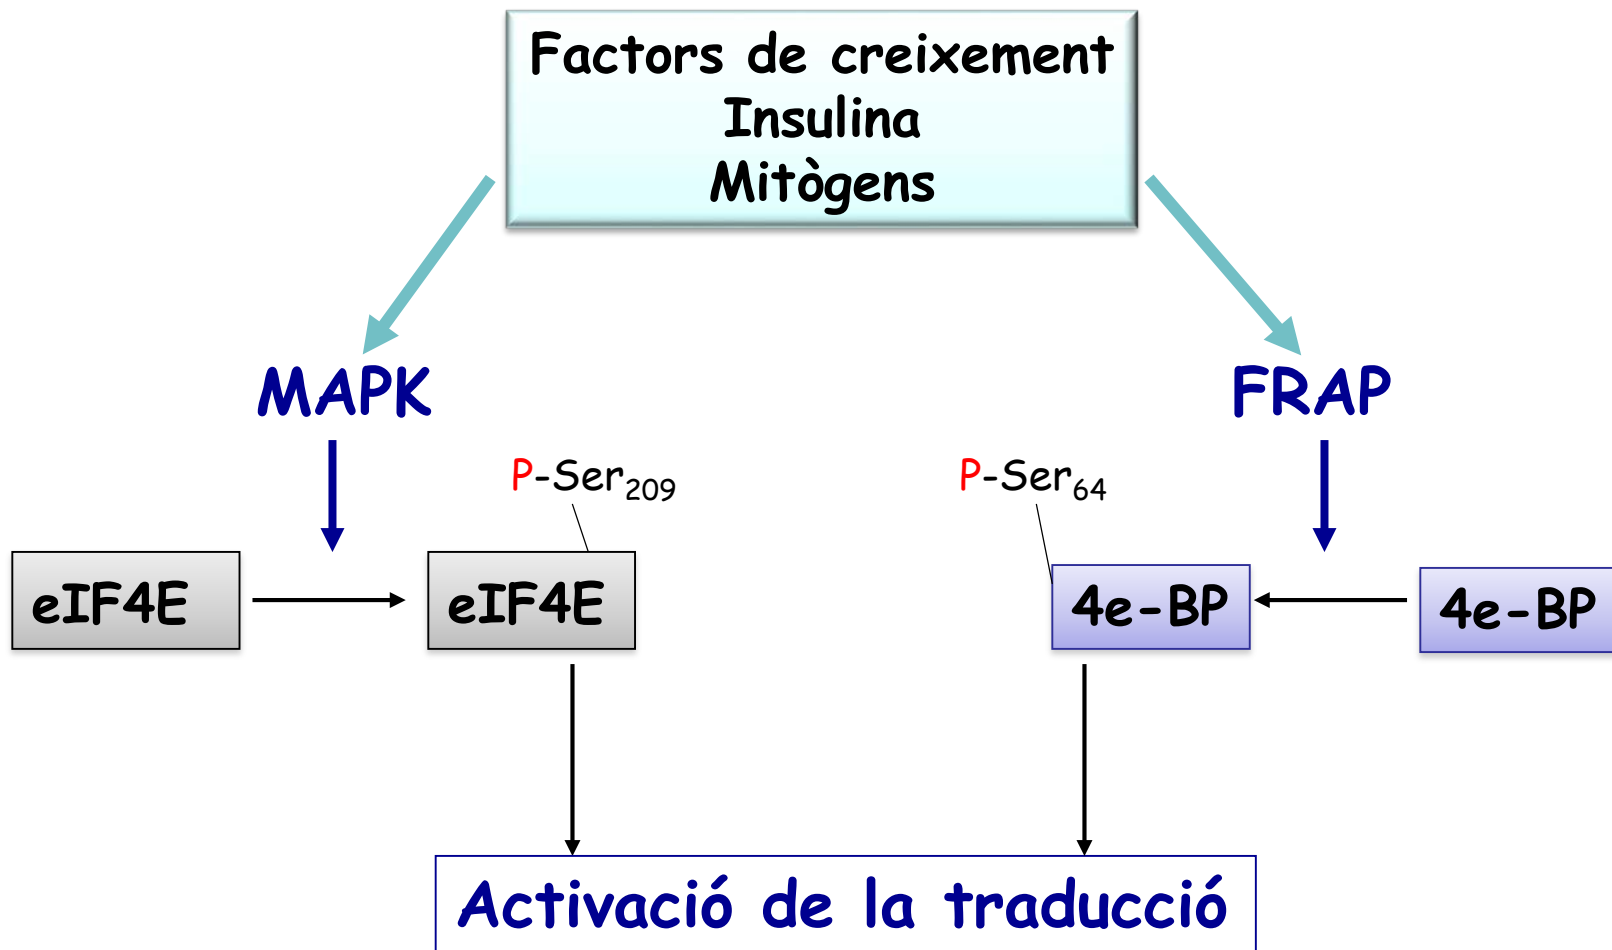 Factors de creixement
Insulina
Mitògens
MAPK
FRAP
P-Ser209
P-Ser64
eIF4E
eIF4E
4e-BP
4e-BP
Activació de la traducció